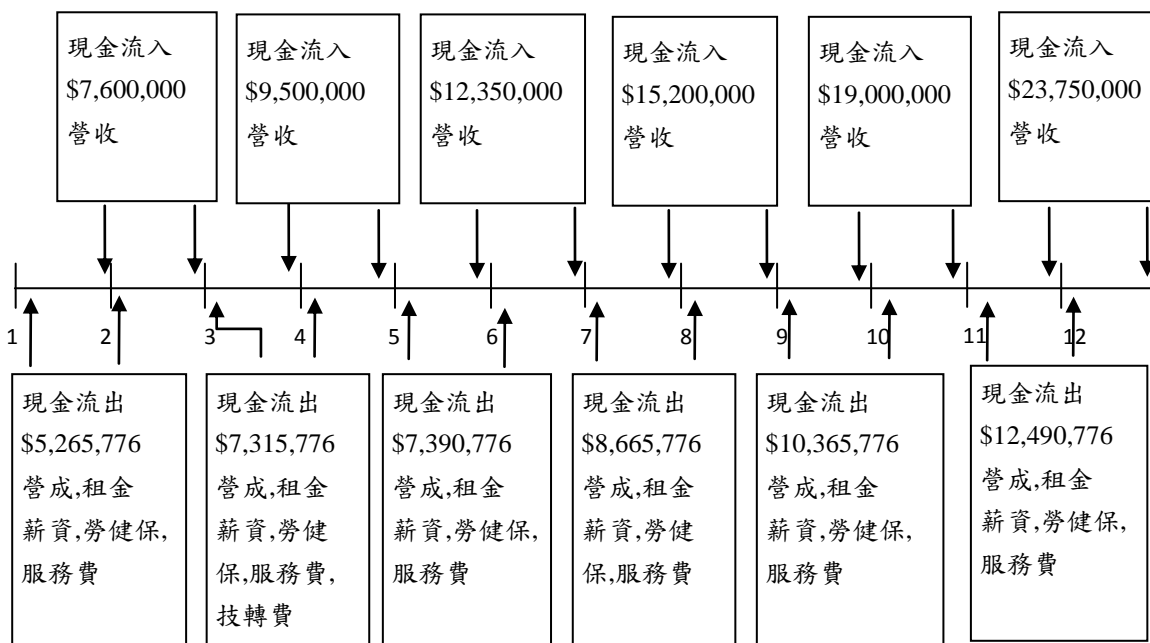 現金流入
$7,600,000
營收
現金流入
$9,500,000
營收
現金流入
$12,350,000
營收
現金流入
$15,200,000
營收
現金流入
$19,000,000
營收
現金流入
$23,750,000
營收
1
2
3
4
5
6
7
8
9
10
11
12
現金流出
$5,265,776
營成,租金
薪資,勞健保,
服務費
現金流出
$7,315,776
營成,租金
薪資,勞健
保,服務費,
技轉費
現金流出
$7,390,776
營成,租金
薪資,勞健保,
服務費
現金流出
$8,665,776
營成,租金
薪資,勞健
保,服務費
現金流出
$10,365,776
營成,租金
薪資,勞健保,
服務費
現金流出
$12,490,776
營成,租金
薪資,勞健保,
服務費